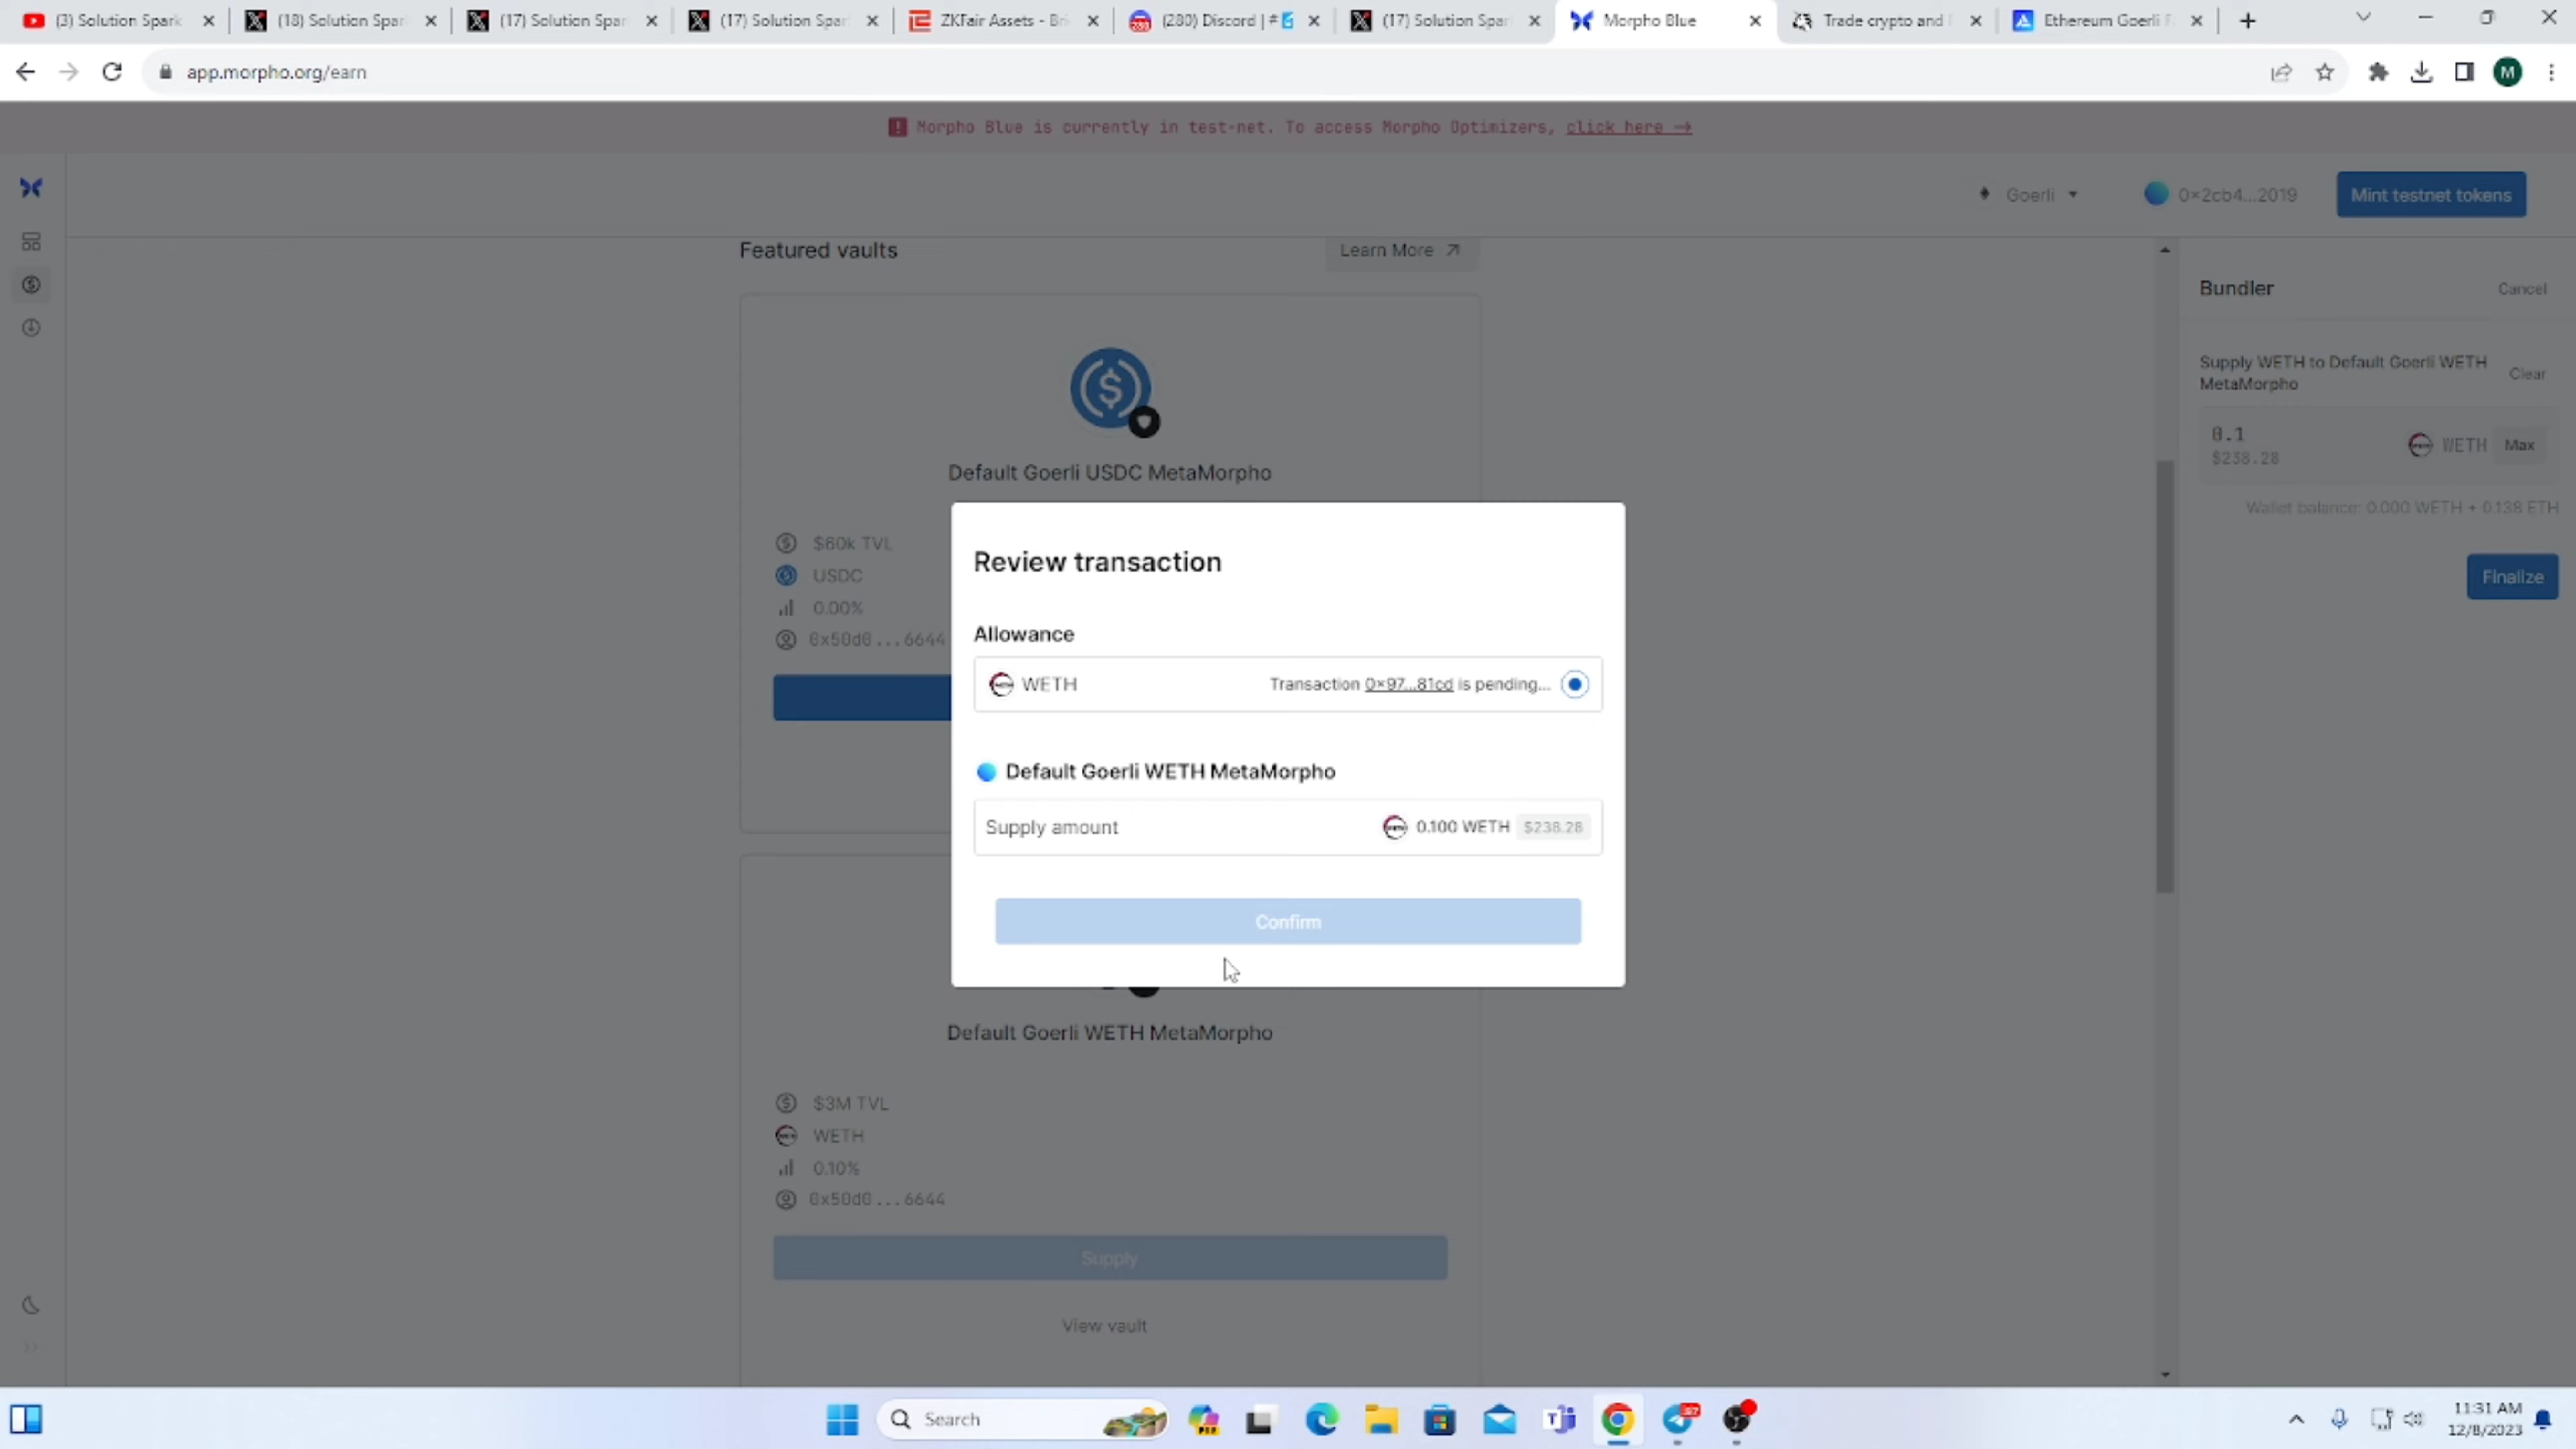 (3) Solution Spark
(18) Solution Spar
(17) Solution Spar
(17) Solution Spar
ZKFair Assets - Bri
(280) Discord | #
(17) Solution Spar
Morpho Blue
Trade crypto and
Ethereum Goerli F
app.morpho.org/earn
M
Morpho Blue is currently in test-net. To access Morpho Optimizers, click here →
Goerli
0×2cb4...2019
Mint testnet tokens
Featured vaults
Learn More
Default Goerli USDC MetaMorpho
$60k TVL
USDC
0.00%
0x50d0...6644
Bundler
Cancel
Supply WETH to Default Goerli WETH
MetaMorpho
Clear
0.1
$238.28
WETH
Max
Wallet balance: 0.000 WETH + 0.138 ETH
Finalize
Review transaction
Allowance
WETH
Transaction 0×97...81cd is pending...
Default Goerli WETH MetaMorpho
Supply amount
0.100 WETH
$238.28
Confirm
Default Goerli WETH MetaMorpho
$3M TVL
WETH
0.10%
0x50d0...6644
Supply
View vault
Search
11:31 AM
12/8/2023